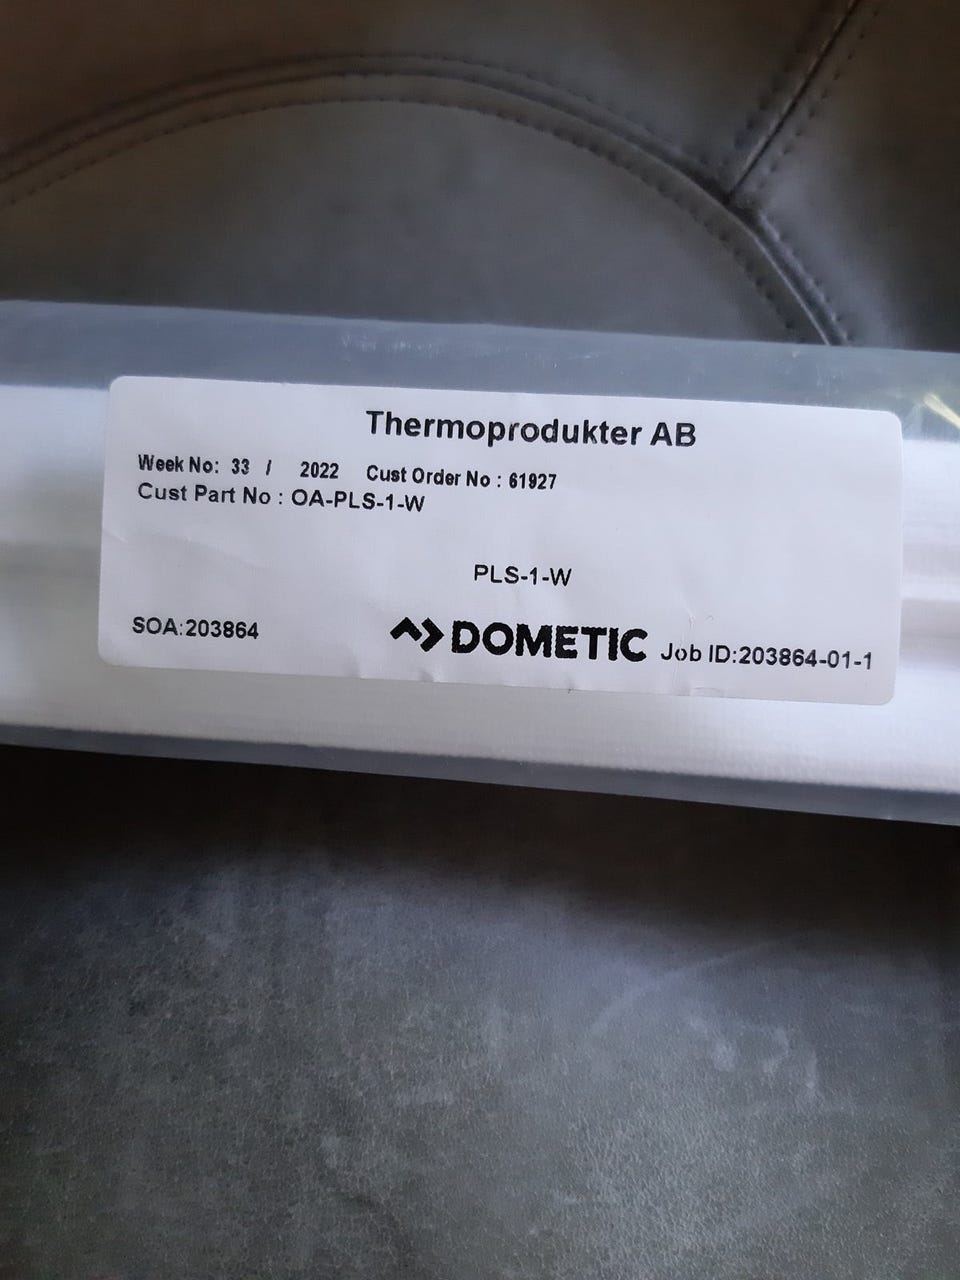 Thermoprodukter AB
Week No: 33 / 2022 Cust Order No : 61927
Cust Part No : OA-PLS-1-W
PLS-1-W
SOA:203864 DOMETIC Job ID:203864-01-1